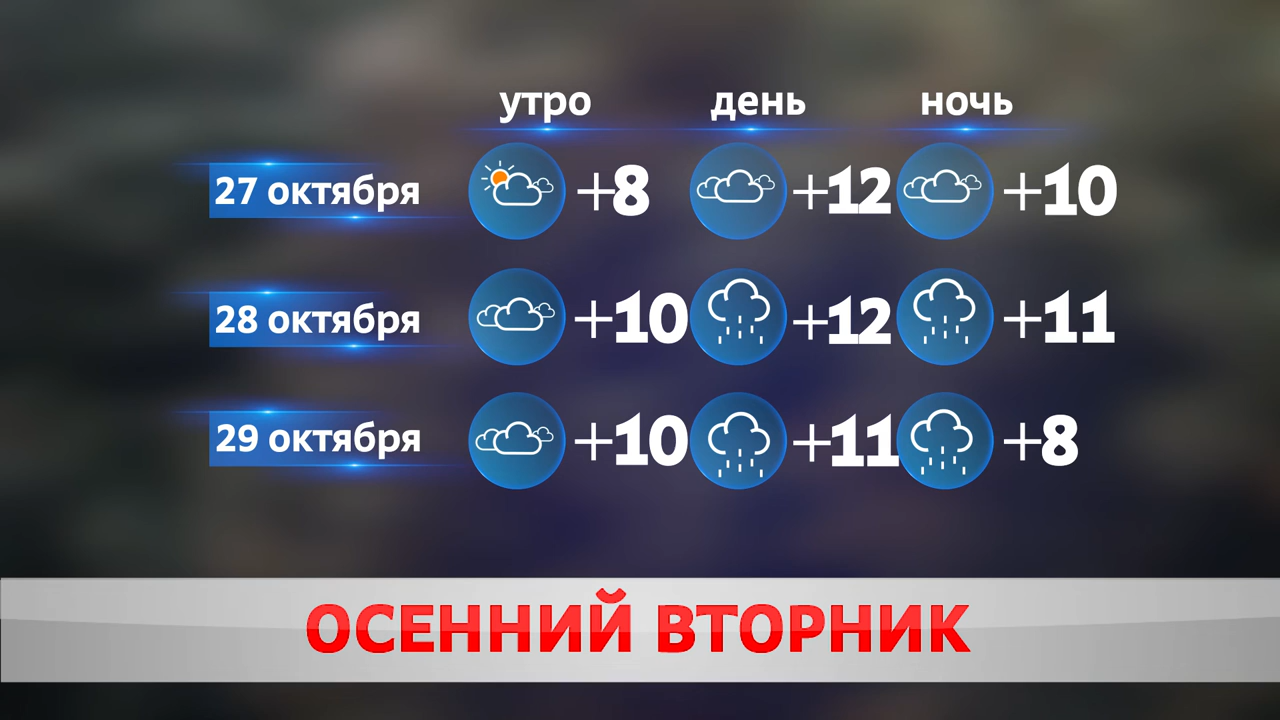 утро день ночь
27 октября +8 +12 +10
28 октября +10 +12 +11
29 октября +10 +11 +8
ОСЕННИЙ ВТОРНИК